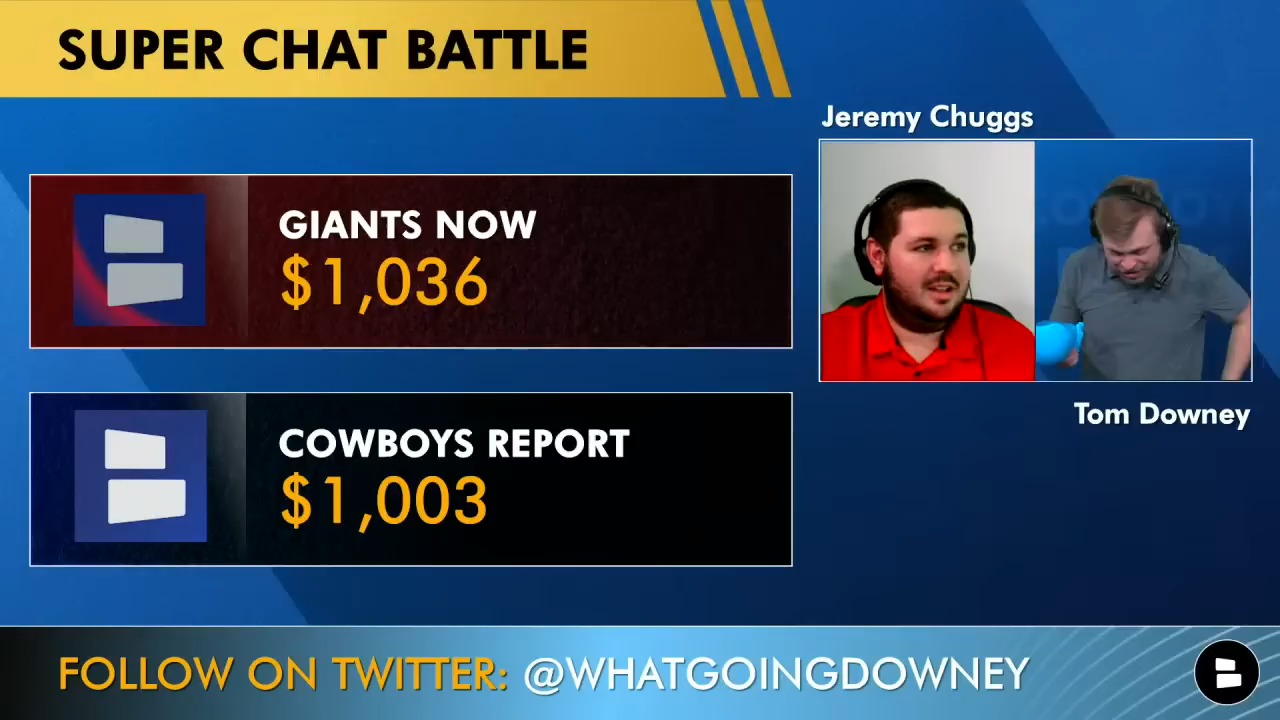 SUPER CHAT BATTLE
Jeremy Chuggs
GIANTS NOW
$1,036
COWBOYS REPORT
$1,003
Tom Downey
FOLLOW ON TWITTER: @WHATGOINGDOWNEY